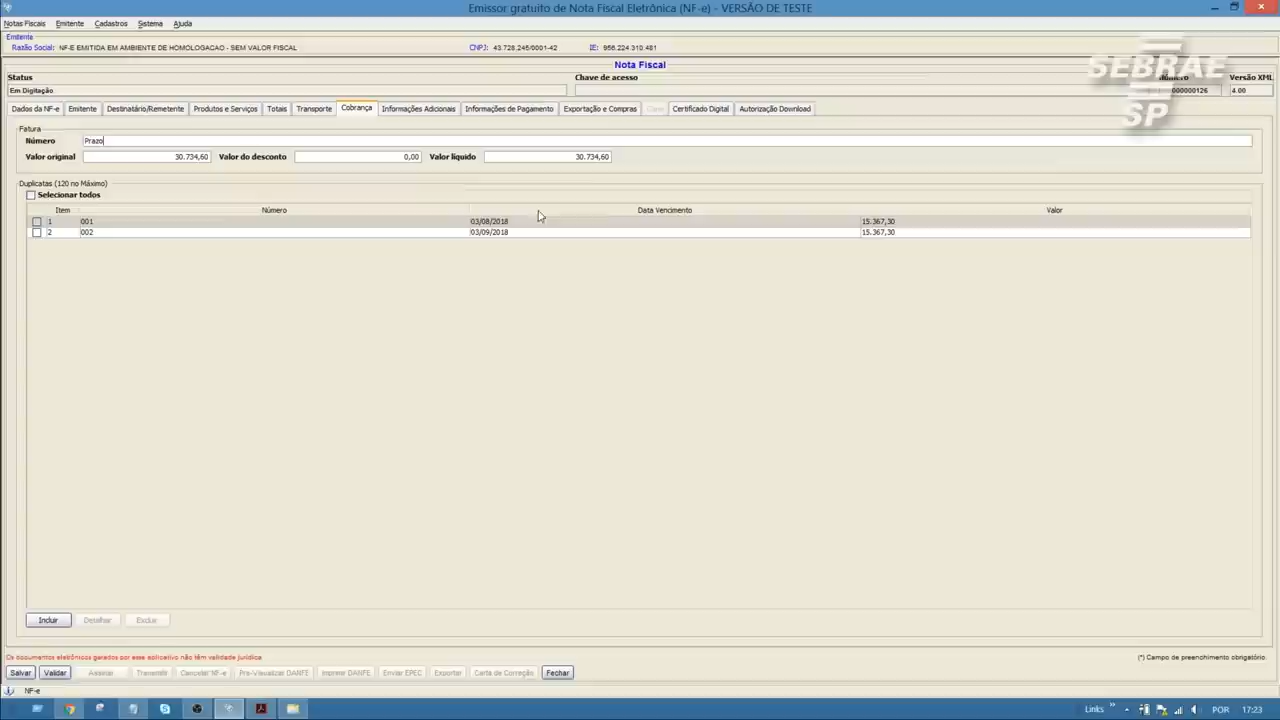 Emissor gratuito de Nota Fiscal Eletrônica (NF-e) - VERSÃO DE TESTE
Notas Fiscais Emitente Cadastros Sistema Ajuda
Emitente
Razão Social: NF-E EMITIDA EM AMBIENTE DE HOMOLOGACAO - SEM VALOR FISCAL CNPJ: 43.728.245/0001-42 IE: 956.224.310.481
Nota Fiscal
SEBRAE
SP
Status Chave de acesso Número Versão XML
Em Digitação 000000126 4.00
Dados da NF-e Emitente Destinatário/Remetente Produtos e Serviços Totais Transporte Cobrança Informações Adicionais Informações de Pagamento Exportação e Compras Certificado Digital Autorização Download
Fatura
Número Prazo
Valor original 30.734,60 Valor do desconto 0,00 Valor líquido 30.734,60
Duplicatas (120 no Máximo)
Selecionar todos
Item Número Data Vencimento Valor
1 001 03/08/2018 15.367,30
2 002 03/09/2018 15.367,30
Incluir Detalhar Excluir
Os documentos eletrônicos gerados por esse aplicativo não têm validade jurídica (*) Campo de preenchimento obrigatório.
Salvar Validar Assinar Transmitir Cancelar NF-e Pre-Visualizar DANFE Imprimir DANFE Enviar EPEC Exportar Carta de Correção Fechar
NF-e
Links POR 17:23